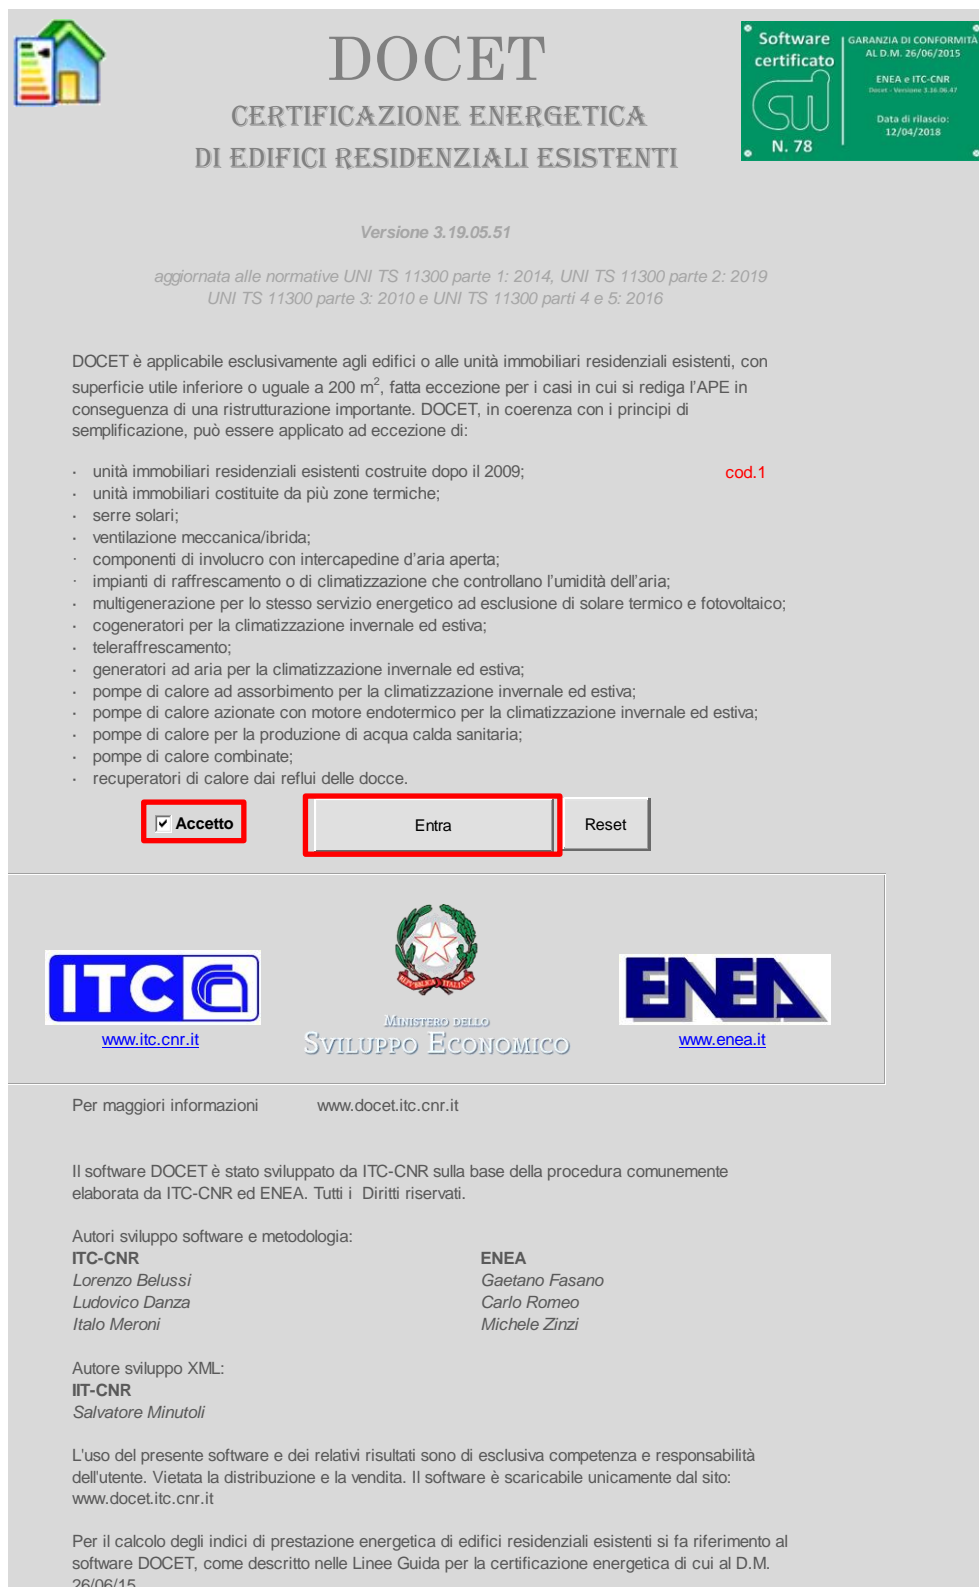 DOCET
CERTIFICAZIONE ENERGETICA
DI EDIFICI RESIDENZIALI ESISTENTI
Software
certificato
N. 78
GARANZIA DI CONFORMITÀ
AL D.M. 26/06/2015
ENEA e ITC-CNR
Docet - Versione 3.16.06.47
Data di rilascio:
12/04/2018
Versione 3.19.05.51
aggiornata alle normative UNI TS 11300 parte 1: 2014, UNI TS 11300 parte 2: 2019
UNI TS 11300 parte 3: 2010 e UNI TS 11300 parti 4 e 5: 2016
DOCET è applicabile esclusivamente agli edifici o alle unità immobiliari residenziali esistenti, con
superficie utile inferiore o uguale a 200 m², fatta eccezione per i casi in cui si rediga l'APE in
conseguenza di una ristrutturazione importante. DOCET, in coerenza con i principi di
semplificazione, può essere applicato ad eccezione di:
· unità immobiliari residenziali esistenti costruite dopo il 2009;
cod.1
· unità immobiliari costituite da più zone termiche;
· serre solari;
· ventilazione meccanica/ibrida;
· componenti di involucro con intercapedine d'aria aperta;
· impianti di raffrescamento o di climatizzazione che controllano l'umidità dell'aria;
· multigenerazione per lo stesso servizio energetico ad esclusione di solare termico e fotovoltaico;
· cogeneratori per la climatizzazione invernale ed estiva;
· teleraffrescamento;
· generatori ad aria per la climatizzazione invernale ed estiva;
· pompe di calore ad assorbimento per la climatizzazione invernale ed estiva;
· pompe di calore azionate con motore endotermico per la climatizzazione invernale ed estiva;
· pompe di calore per la produzione di acqua calda sanitaria;
· pompe di calore combinate;
· recuperatori di calore dai reflui delle docce.
Accetto
Entra
Reset
ITC
www.itc.cnr.it
REPVBBLICA ITALIANA
MINISTERO DELLO
SVILUPPO ECONOMICO
ENEA
www.enea.it
Per maggiori informazioni www.docet.itc.cnr.it
Il software DOCET è stato sviluppato da ITC-CNR sulla base della procedura comunemente
elaborata da ITC-CNR ed ENEA. Tutti i Diritti riservati.
Autori sviluppo software e metodologia:
ITC-CNR
Lorenzo Belussi
Ludovico Danza
Italo Meroni
ENEA
Gaetano Fasano
Carlo Romeo
Michele Zinzi
Autore sviluppo XML:
IIT-CNR
Salvatore Minutoli
L'uso del presente software e dei relativi risultati sono di esclusiva competenza e responsabilità
dell'utente. Vietata la distribuzione e la vendita. Il software è scaricabile unicamente dal sito:
www.docet.itc.cnr.it
Per il calcolo degli indici di prestazione energetica di edifici residenziali esistenti si fa riferimento al
software DOCET, come descritto nelle Linee Guida per la certificazione energetica di cui al D.M.
26/06/15